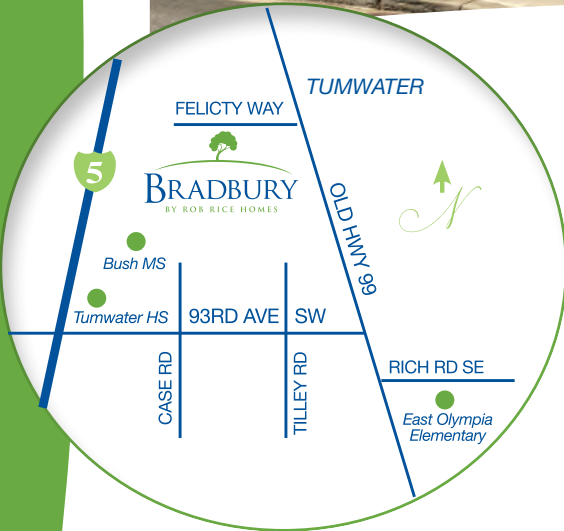 TUMWATER
FELICTY WAY
5
BRADBURY
BY ROB RICE HOMES
N
OLD HWY 99
Bush MS
Tumwater HS
93RD AVE SW
CASE RD
TILLEY RD
RICH RD SE
East Olympia
Elementary